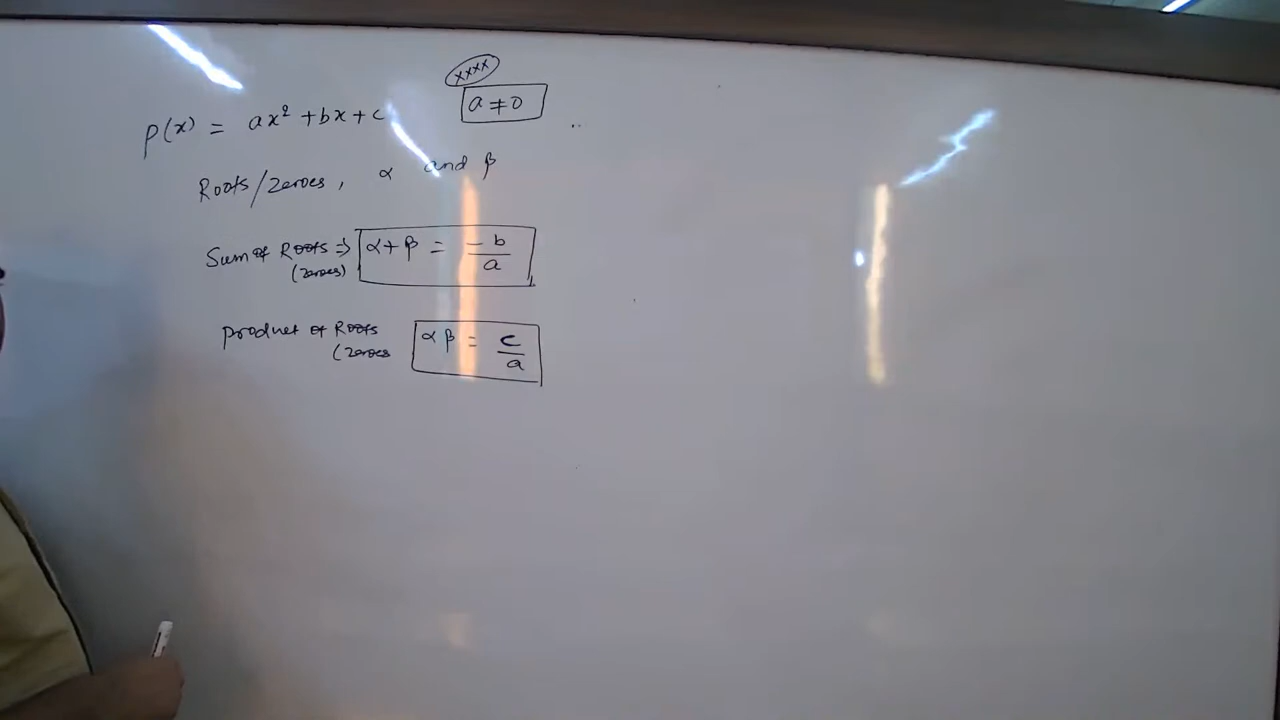 xxxx
P(x) = ax² + bx + c a ≠ 0
Roots/Zeroes, α and β
Sum of Roots ⇒ α + β = -b/a
(zeroes)
product of Roots αβ = c/a
(zeroes